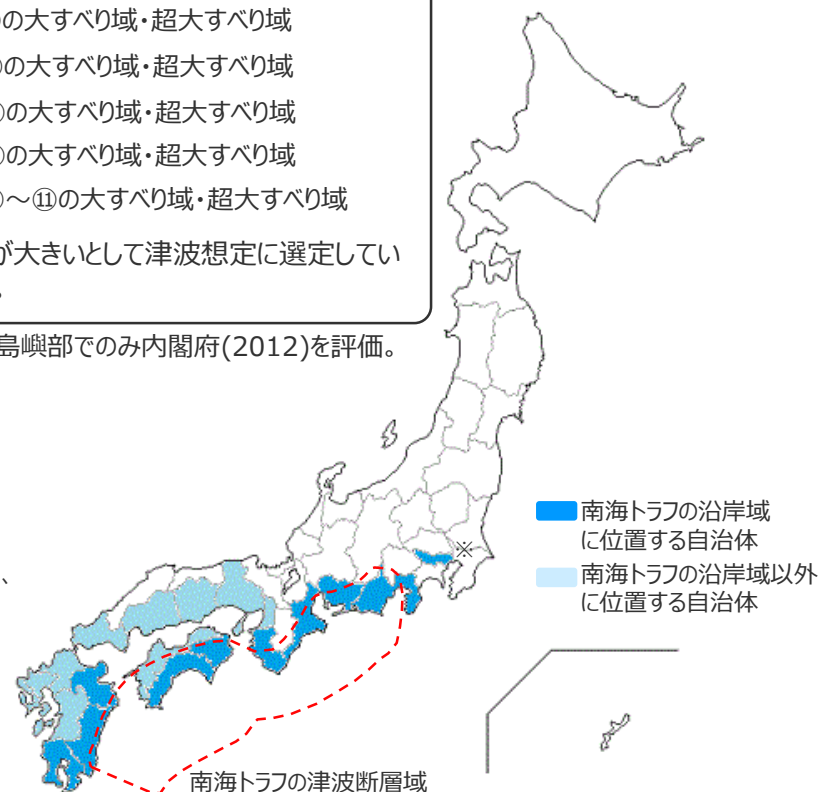 の大すべり域・超大すべり域
の大すべり域・超大すべり域
の大すべり域・超大すべり域
の大すべり域・超大すべり域
～⑪の大すべり域・超大すべり域
が大きいとして津波想定に選定してい
島嶼部でのみ内閣府(2012)を評価。
※
南海トラフの沿岸域
に位置する自治体
、
南海トラフの沿岸域以外
に位置する自治体
南海トラフの津波断層域